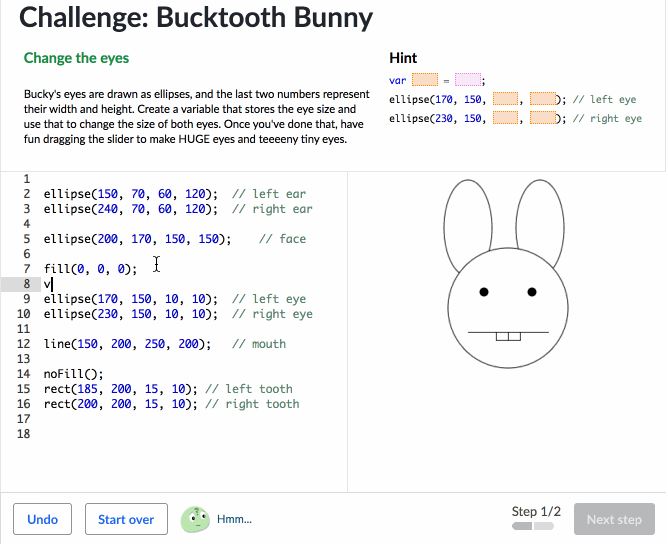 Challenge: Bucktooth Bunny
Change the eyes
Bucky's eyes are drawn as ellipses, and the last two numbers represent
their width and height. Create a variable that stores the eye size and
use that to change the size of both eyes. Once you've done that, have
fun dragging the slider to make HUGE eyes and teeeeny tiny eyes.
Hint
var = ;
ellipse(170, 150, , ); // left eye
ellipse(230, 150, , ); // right eye
1
2 ellipse(150, 70, 60, 120); // left ear
3 ellipse(240, 70, 60, 120); // right ear
4
5 ellipse(200, 170, 150, 150); // face
6
7 fill(0, 0, 0);
8 v
9 ellipse(170, 150, 10, 10); // left eye
10 ellipse(230, 150, 10, 10); // right eye
11
12 line(150, 200, 250, 200); // mouth
13
14 noFill();
15 rect(185, 200, 15, 10); // left tooth
16 rect(200, 200, 15, 10); // right tooth
17
18
Undo
Start over
Hmm...
Step 1/2
Next step